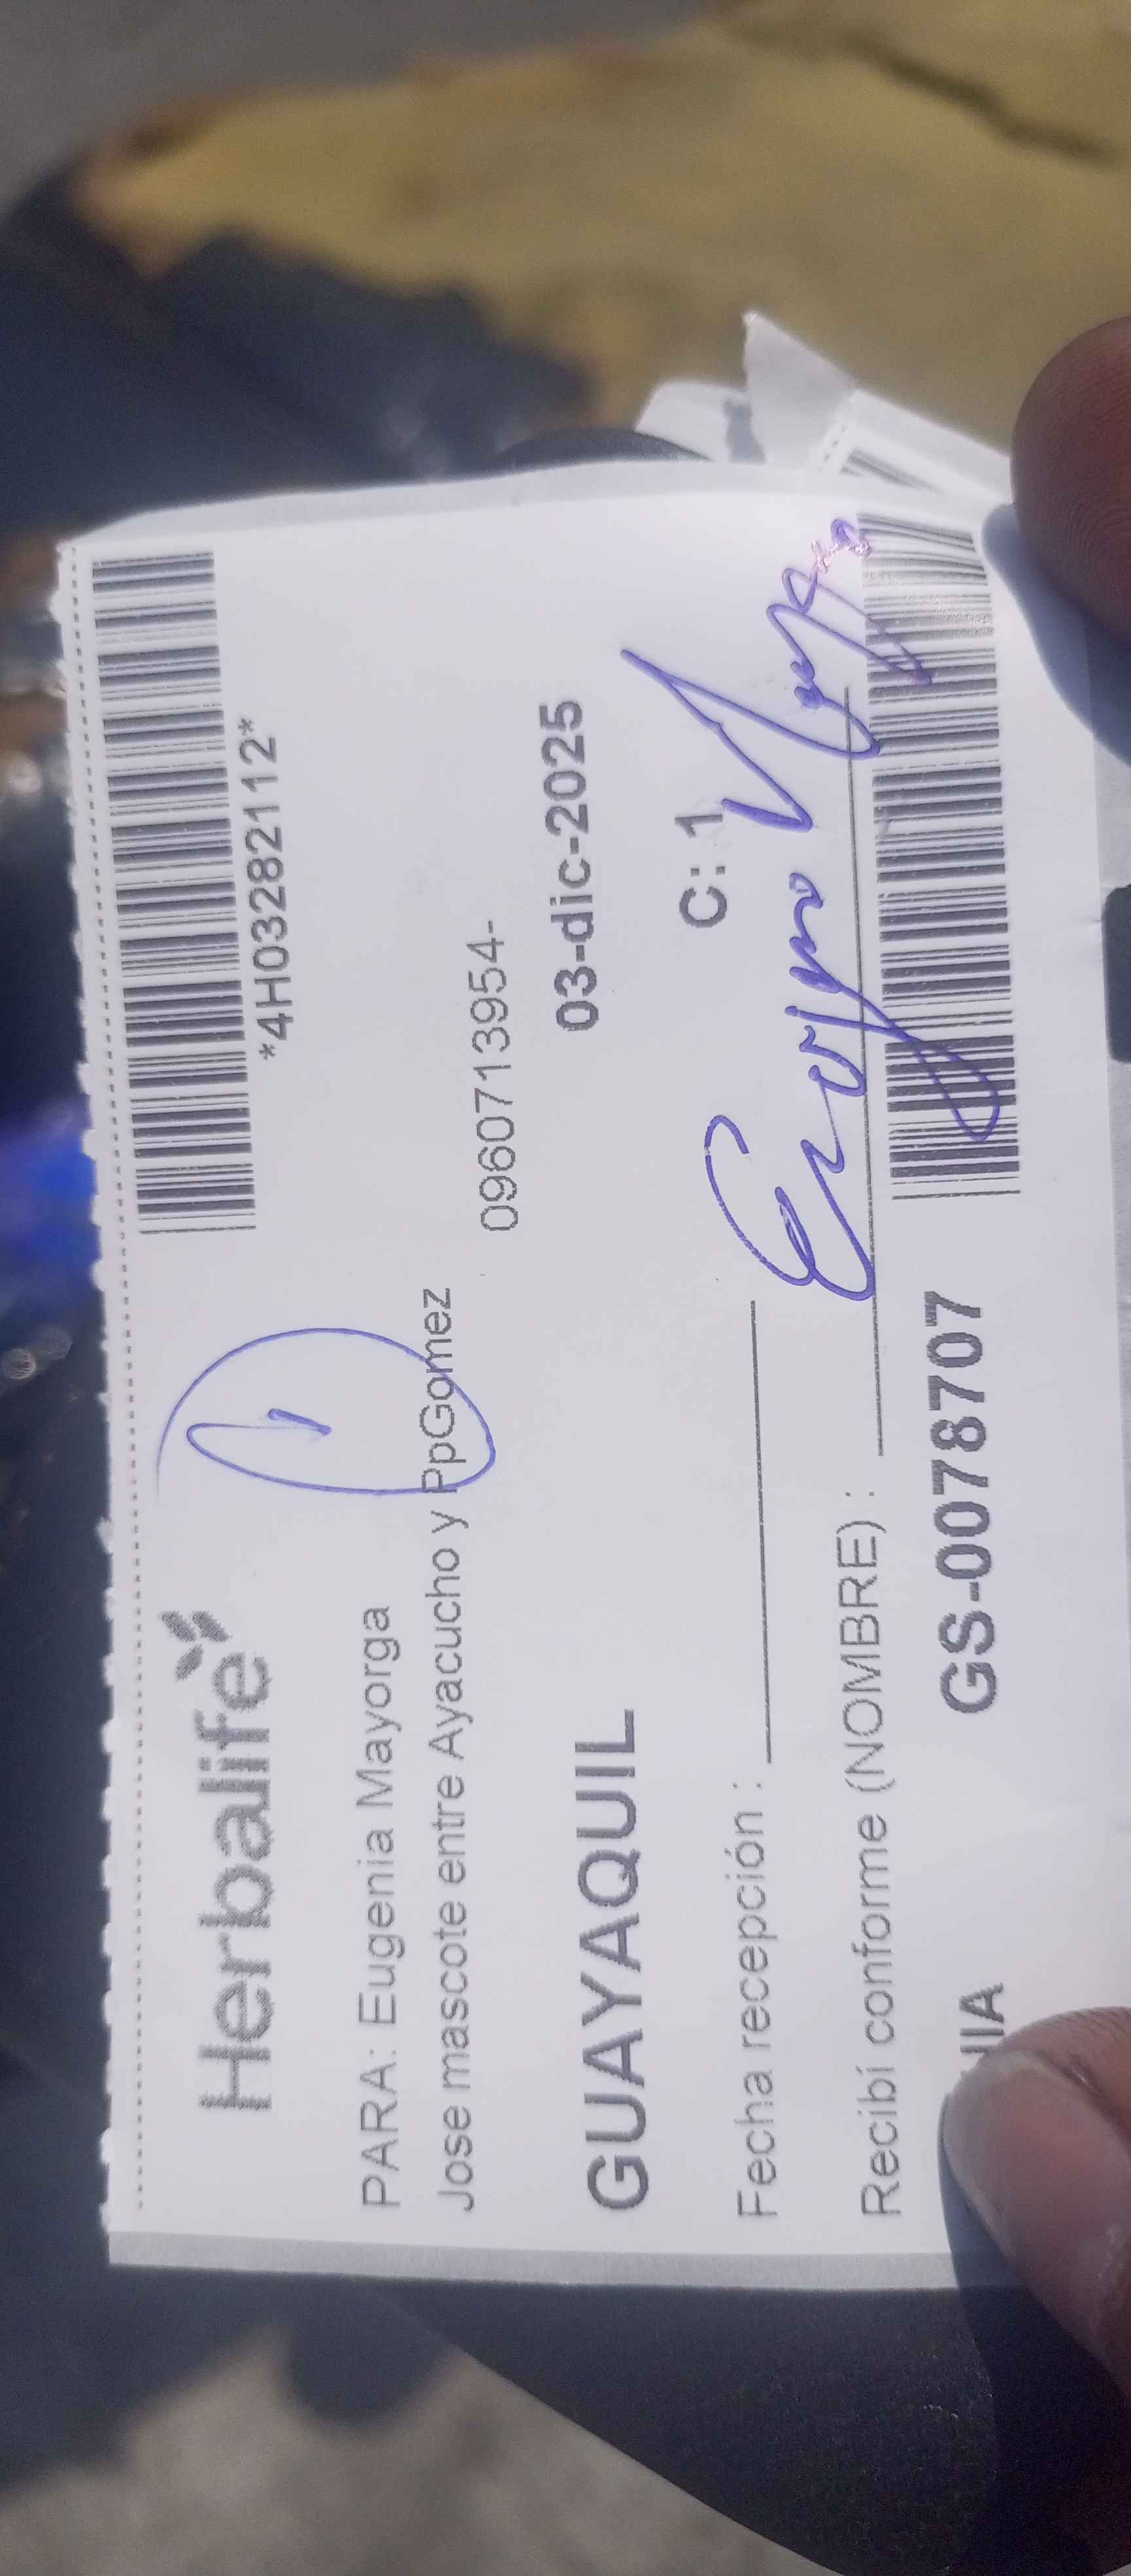 Herbalife
*4H03282112*
PARA: Eugenia Mayorga
Jose mascote entre Ayacucho y PpGomez
0960713954-
GUAYAQUIL
03-dic-2025
C: 1
Fecha recepción :
Recibí conforme (NOMBRE) :
GS-0078707